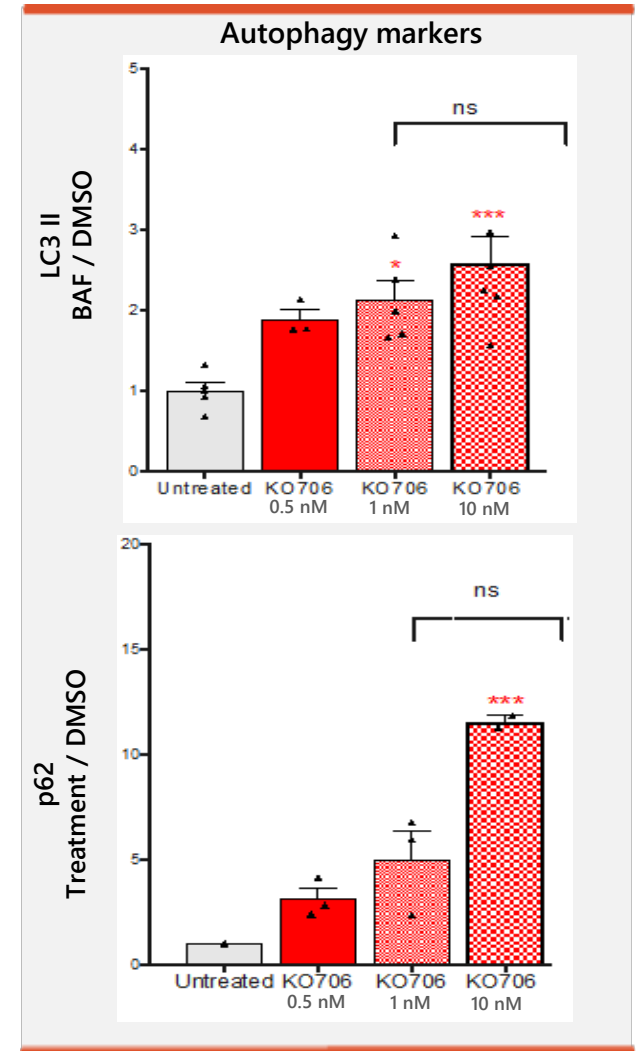 Autophagy markers
LC3 II
BAF / DMSO
5
4
3
2
1
0
ns
*
***
Untreated KO706 KO706 KO706
0.5 nM 1 nM 10 nM
p62
Treatment / DMSO
20
15
10
5
0
ns
***
Untreated KO706 KO706 KO706
0.5 nM 1 nM 10 nM